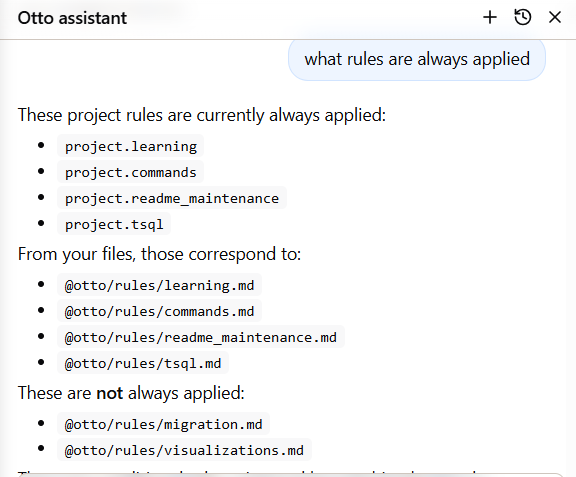 Otto assistant
what rules are always applied
These project rules are currently always applied:
project.learning
project.commands
project.readme_maintenance
project.tsql
From your files, those correspond to:
@otto/rules/learning.md
@otto/rules/commands.md
@otto/rules/readme_maintenance.md
@otto/rules/tsql.md
These are not always applied:
@otto/rules/migration.md
@otto/rules/visualizations.md